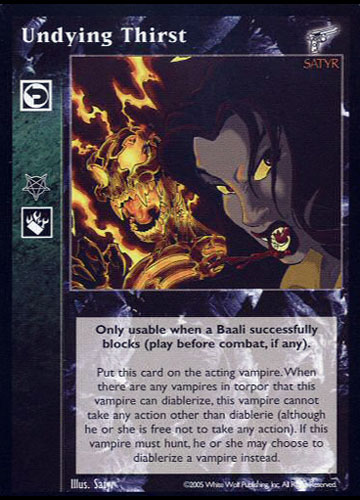 Undying Thirst
SATYR
Only usable when a Baali successfully
blocks (play before combat, if any).
Put this card on the acting vampire. When
there are any vampires in torpor that this
vampire can diablerize, this vampire cannot
take any action other than diablerie (although
he or she is free not to take any action). If this
vampire must hunt, he or she may choose to
diablerize a vampire instead.
Illus. Satyr
©2005 White Wolf Publishing, Inc. All Rights Reserved.